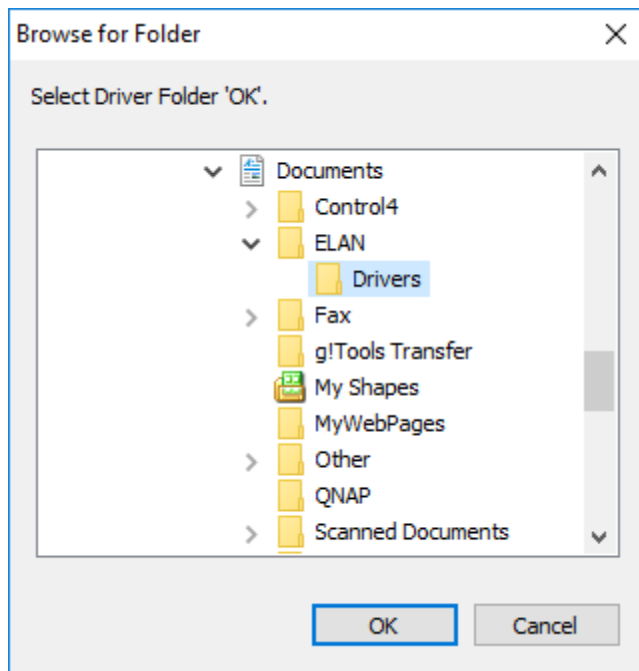 Browse for Folder
Select Driver Folder 'OK'.
Documents
Control4
ELAN
Drivers
Fax
g!Tools Transfer
My Shapes
MyWebPages
Other
QNAP
Scanned Documents
OK Cancel